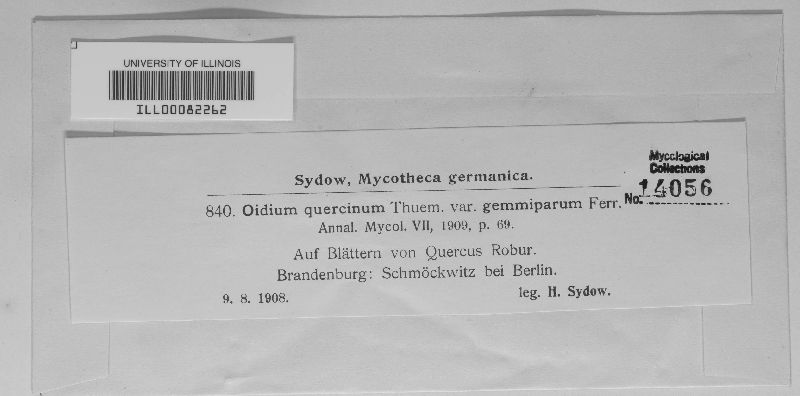 UNIVERSITY OF ILLINOIS
ILL00082262
Sydow, Mycotheca germanica.
Mycological
Collections
No. 14056
840. Oidium quercinum Thuem. var. gemmiparum Ferr.
Annal. Mycol. VII, 1909, p. 69.
Auf Blättern von Quercus Robur.
Brandenburg: Schmöckwitz bei Berlin.
9. 8. 1908. leg. H. Sydow.